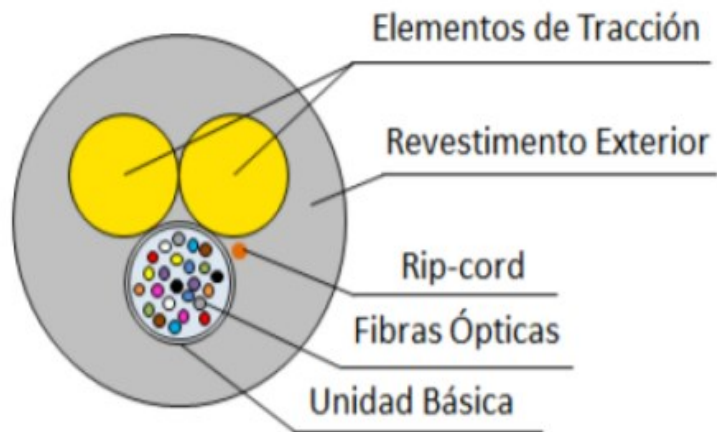 Elementos de Tracción
Revestimento Exterior
Rip-cord
Fibras Ópticas
Unidad Básica